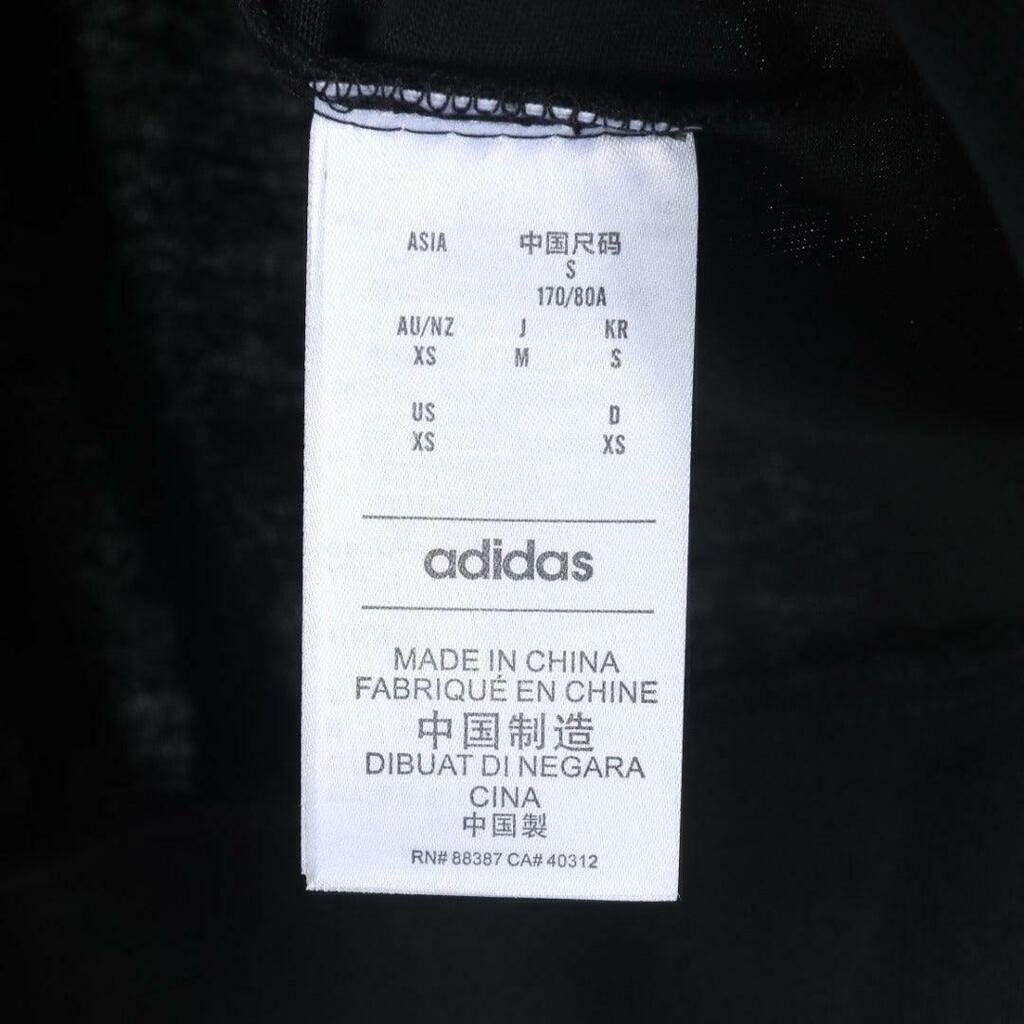 ASIA 中国尺码
S
170/80A
AU/NZ J KR
XS M S
US D
XS XS
adidas
MADE IN CHINA
FABRIQUÉ EN CHINE
中国制造
DIBUAT DI NEGARA
CINA
中国製
RN# 88387 CA# 40312